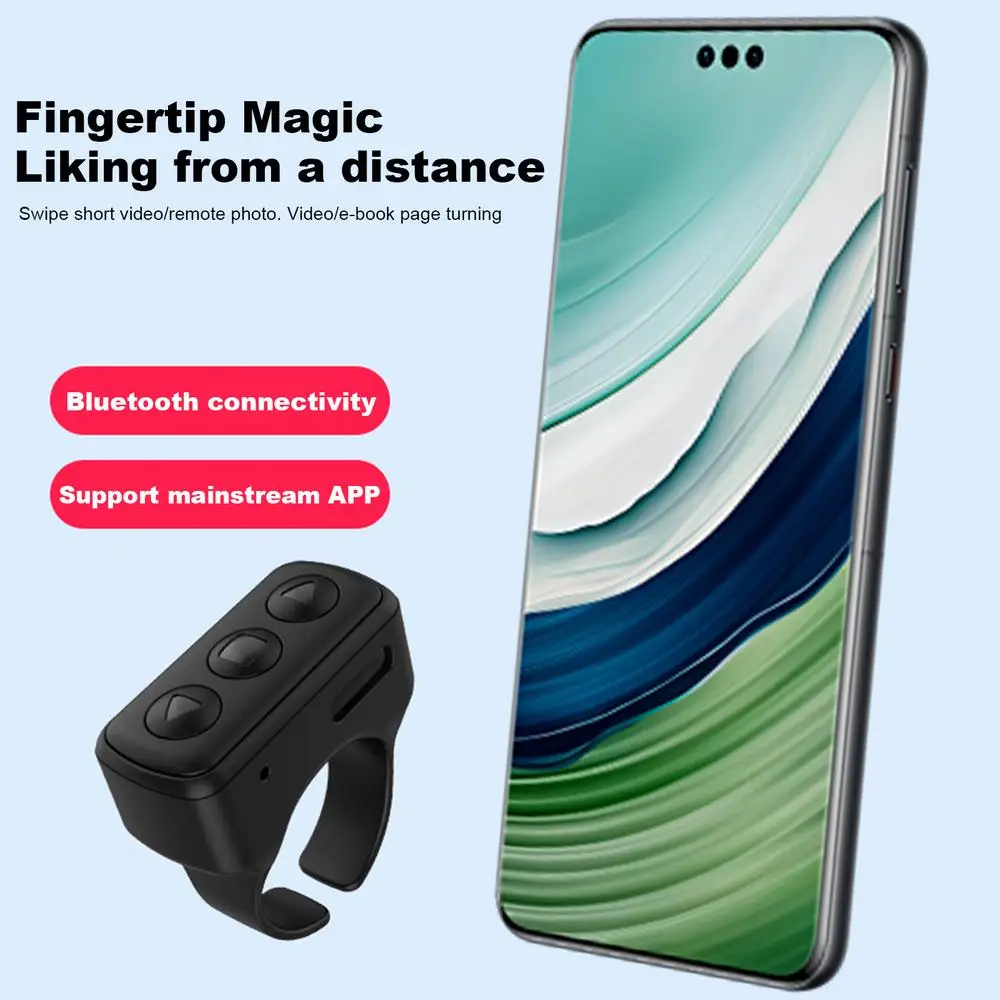 Fingertip Magic
Liking from a distance
Swipe short video/remote photo. Video/e-book page turning
Bluetooth connectivity
Support mainstream APP